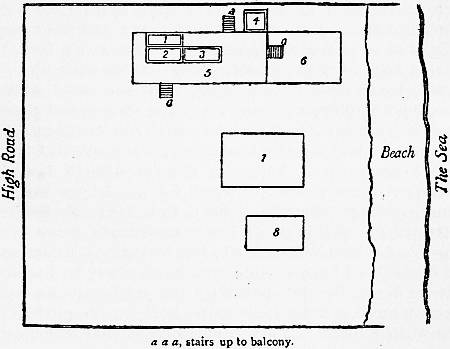 a
4
1
2
3
a
5
6
a
7
8
High Road
Beach
The Sea
a a a, stairs up to balcony.